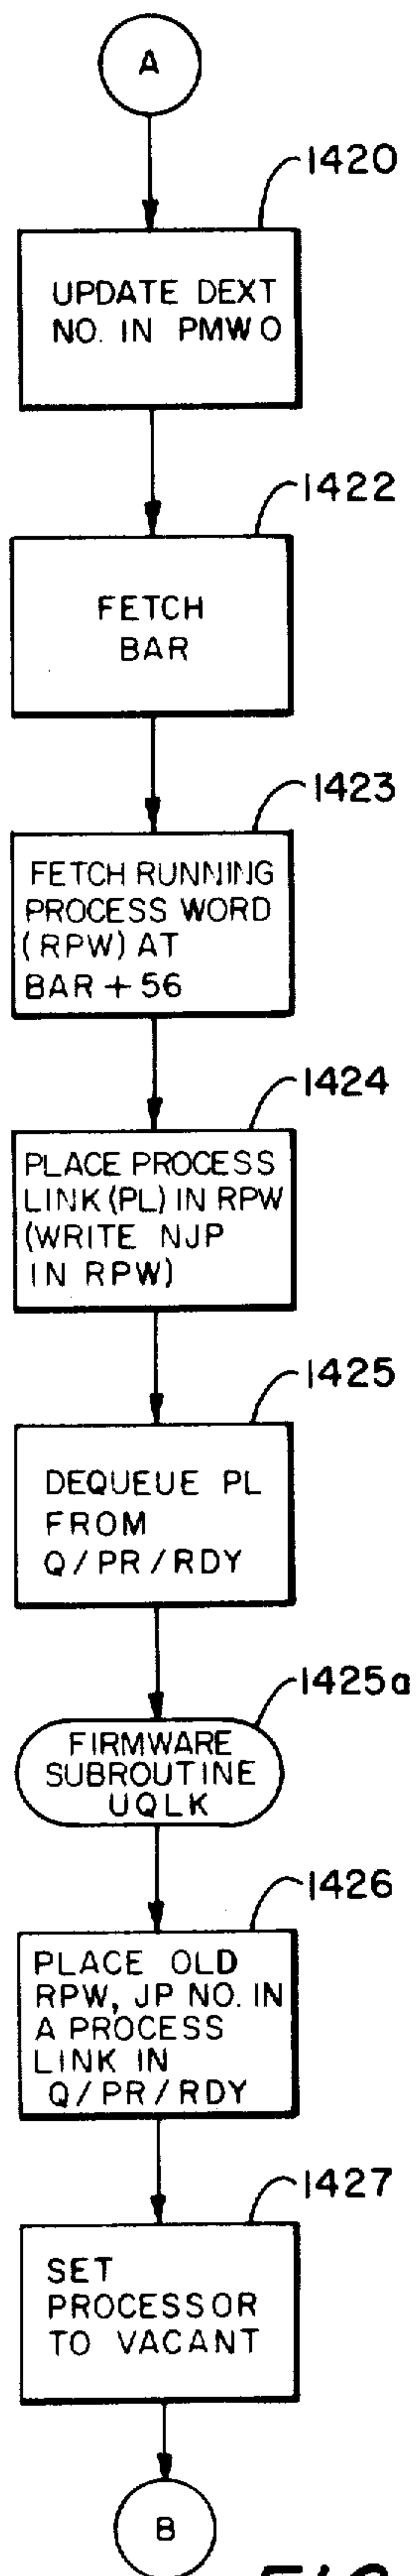 A
1420
UPDATE DEXT
NO. IN PMW O
1422
FETCH
BAR
1423
FETCH RUNNING
PROCESS WORD
(RPW) AT
BAR + 56
1424
PLACE PROCESS
LINK (PL) IN RPW
(WRITE NJP
IN RPW)
1425
DEQUEUE PL
FROM
Q/PR/RDY
1425a
FIRMWARE
SUBROUTINE
UQLK
1426
PLACE OLD
RPW, JP NO. IN
A PROCESS
LINK IN
Q/PR/RDY
1427
SET
PROCESSOR
TO VACANT
B